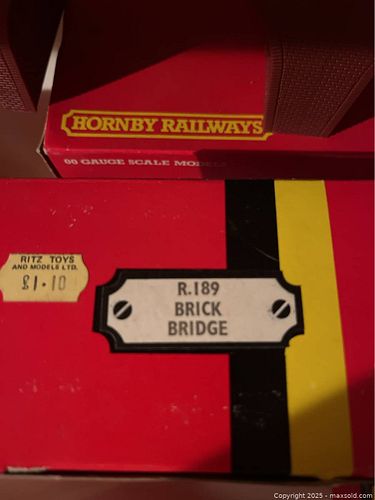 HORNBY RAILWAYS
00 GAUGE SCALE MODELS
RITZ TOYS
AND MODELS LTD.
£1·10
R.189
BRICK
BRIDGE
Copyright 2025 - maxsold.com